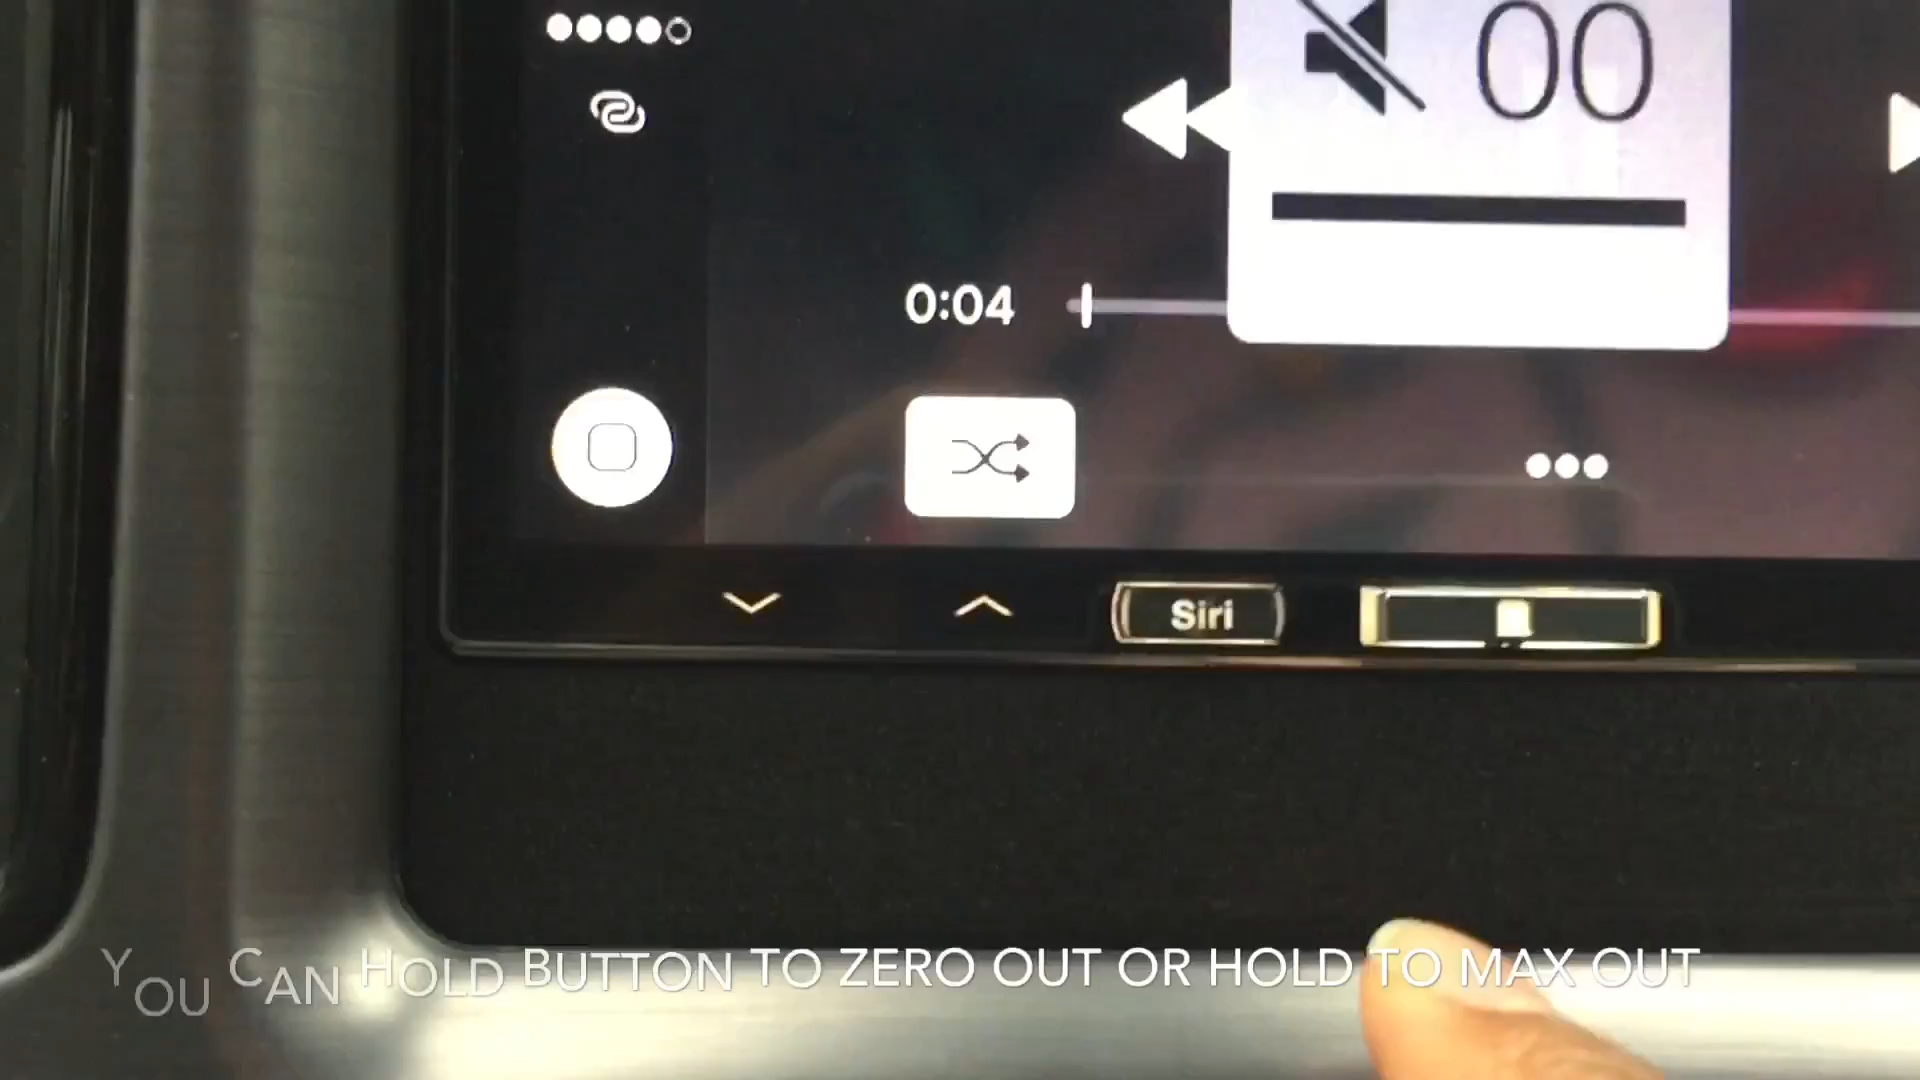 00
0:04
Siri
YOU CAN HOLD BUTTON TO ZERO OUT OR HOLD TO MAX OUT